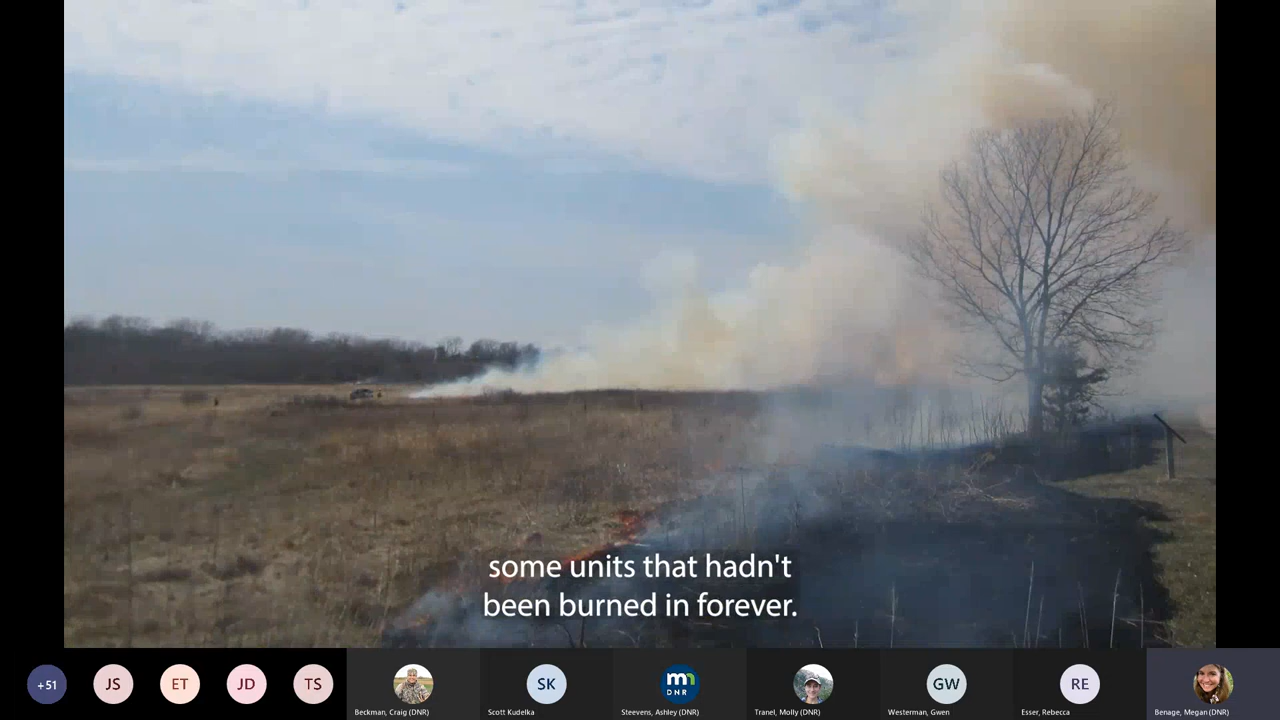 some units that hadn't
been burned in forever.
+51
JS
ET
JD
TS
Beckman, Craig (DNR)
SK
Scott Kudelka
mn
DNR
Steevens, Ashley (DNR)
Tranel, Molly (DNR)
GW
Westerman, Gwen
RE
Esser, Rebecca
Benage, Megan (DNR)